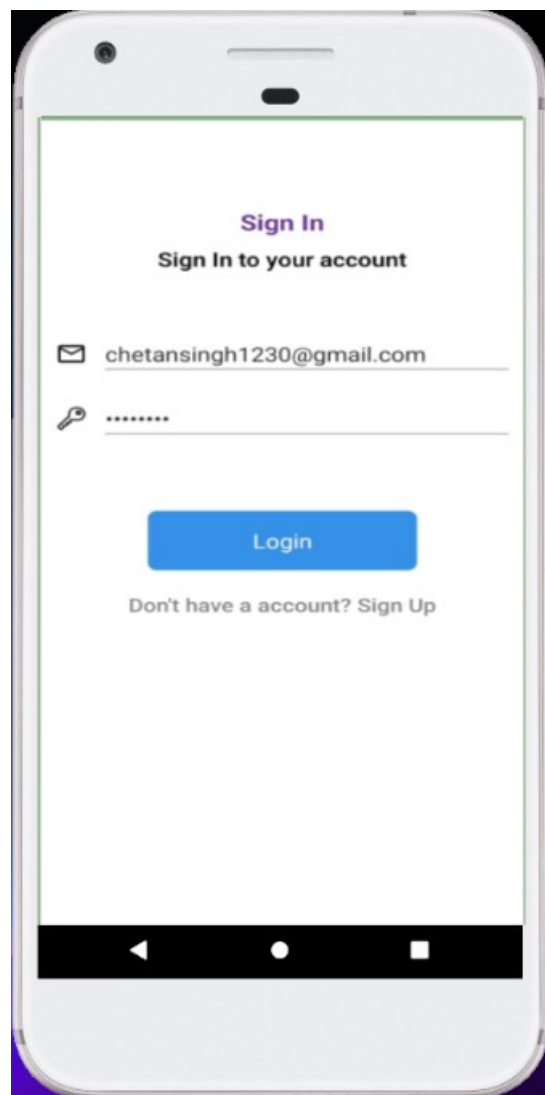 Sign In
Sign In to your account
chetansingh1230@gmail.com
••••••••
Login
Don't have a account? Sign Up